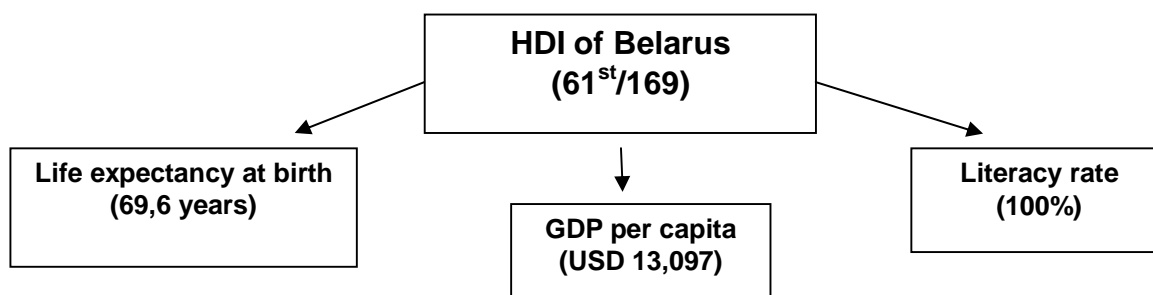 HDI of Belarus
(61st/169)
Life expectancy at birth
(69,6 years)
GDP per capita
(USD 13,097)
Literacy rate
(100%)